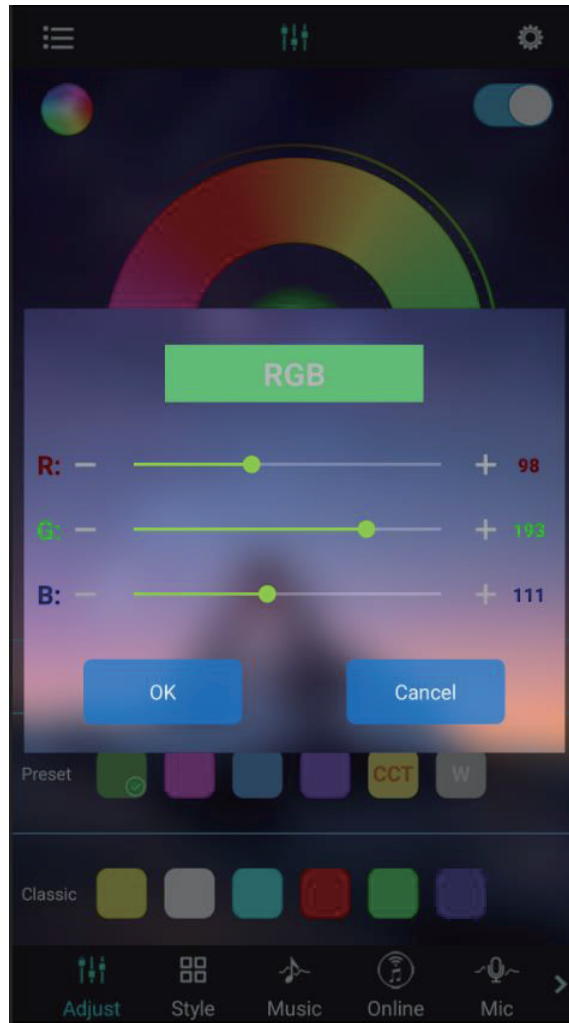 RGB
R: − + 98
G: − + 193
B: − + 111
OK Cancel
Preset CCT W
Classic
Adjust Style Music Online Mic